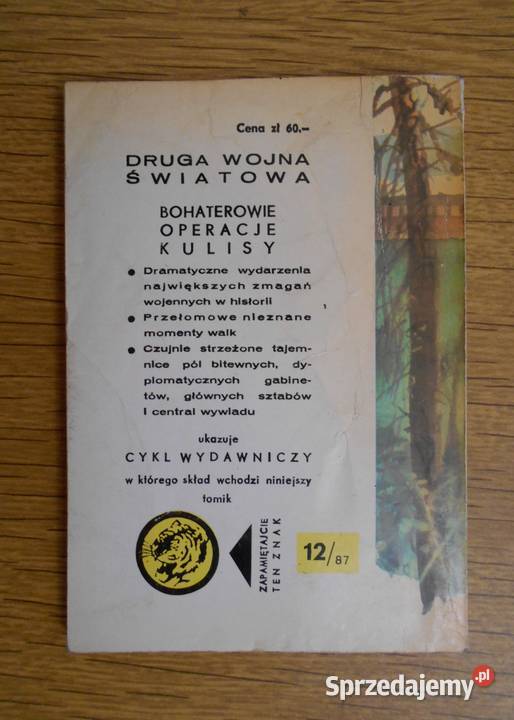 Cena zł 60.–
DRUGA WOJNA
ŚWIATOWA
BOHATEROWIE
OPERACJE
KULISY
● Dramatyczne wydarzenia
największych zmagań
wojennych w historii
● Przełomowe nieznane
momenty walk
● Czujnie strzeżone tajem-
nice pól bitewnych, dy-
plomatycznych gabine-
tów, głównych sztabów
i central wywiadu
ukazuje
CYKL WYDAWNICZY
w którego skład wchodzi niniejszy
tomik
ZAPAMIĘTAJCIE
TEN ZNAK
12/87
Sprzedajemy.pl